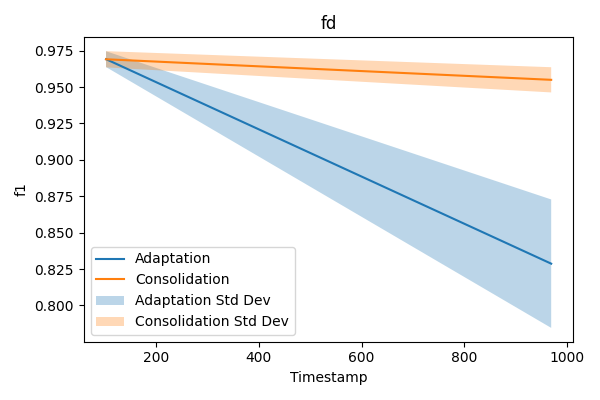 fd
f1
0.975
0.950
0.925
0.900
0.875
0.850
0.825
0.800
Adaptation
Consolidation
Adaptation Std Dev
Consolidation Std Dev
200 400 600 800 1000
Timestamp